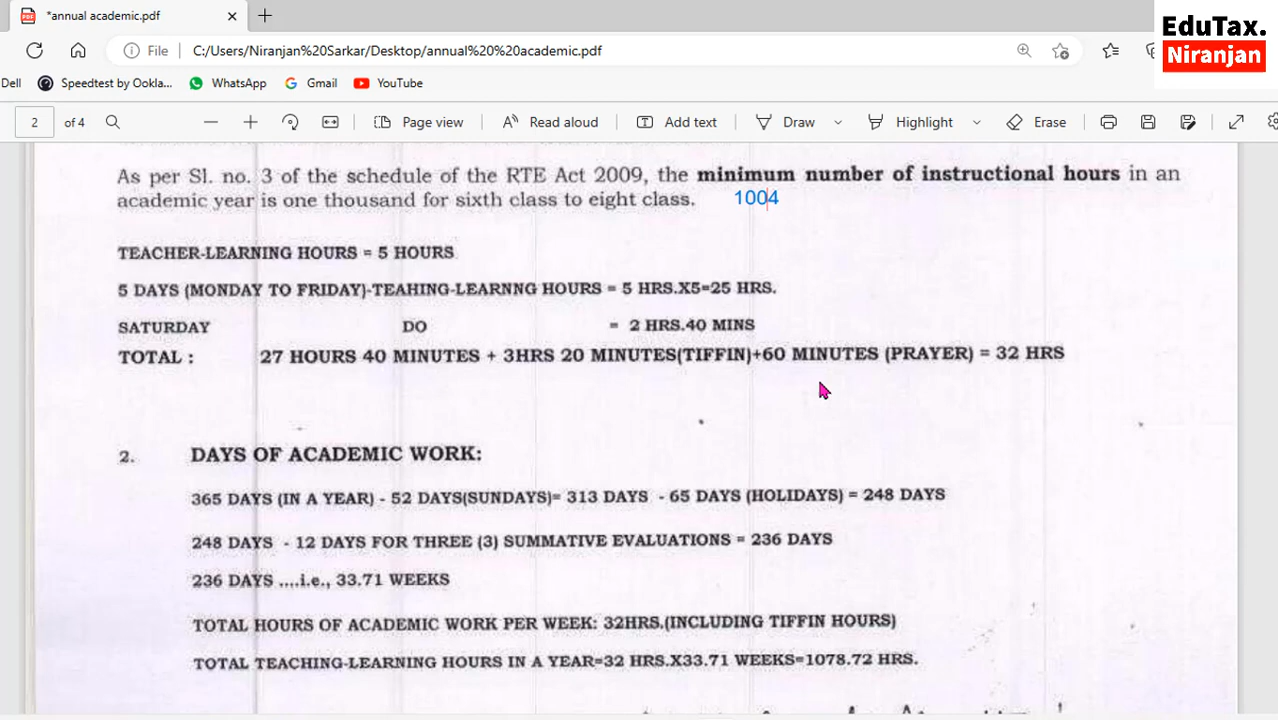 *annual academic.pdf
EduTax.
Niranjan
File C:/Users/Niranjan%20Sarkar/Desktop/annual%20%20academic.pdf
Dell Speedtest by Ookla... WhatsApp Gmail YouTube
2 of 4 Page view Read aloud Add text Draw Highlight Erase
As per Sl. no. 3 of the schedule of the RTE Act 2009, the minimum number of instructional hours in an
academic year is one thousand for sixth class to eight class. 1004
TEACHER-LEARNING HOURS = 5 HOURS
5 DAYS (MONDAY TO FRIDAY)-TEAHING-LEARNNG HOURS = 5 HRS.X5=25 HRS.
SATURDAY DO = 2 HRS.40 MINS
TOTAL : 27 HOURS 40 MINUTES + 3HRS 20 MINUTES(TIFFIN)+60 MINUTES (PRAYER) = 32 HRS
2. DAYS OF ACADEMIC WORK:
365 DAYS (IN A YEAR) - 52 DAYS(SUNDAYS)= 313 DAYS - 65 DAYS (HOLIDAYS) = 248 DAYS
248 DAYS - 12 DAYS FOR THREE (3) SUMMATIVE EVALUATIONS = 236 DAYS
236 DAYS ....i.e., 33.71 WEEKS
TOTAL HOURS OF ACADEMIC WORK PER WEEK: 32HRS.(INCLUDING TIFFIN HOURS)
TOTAL TEACHING-LEARNING HOURS IN A YEAR=32 HRS.X33.71 WEEKS=1078.72 HRS.